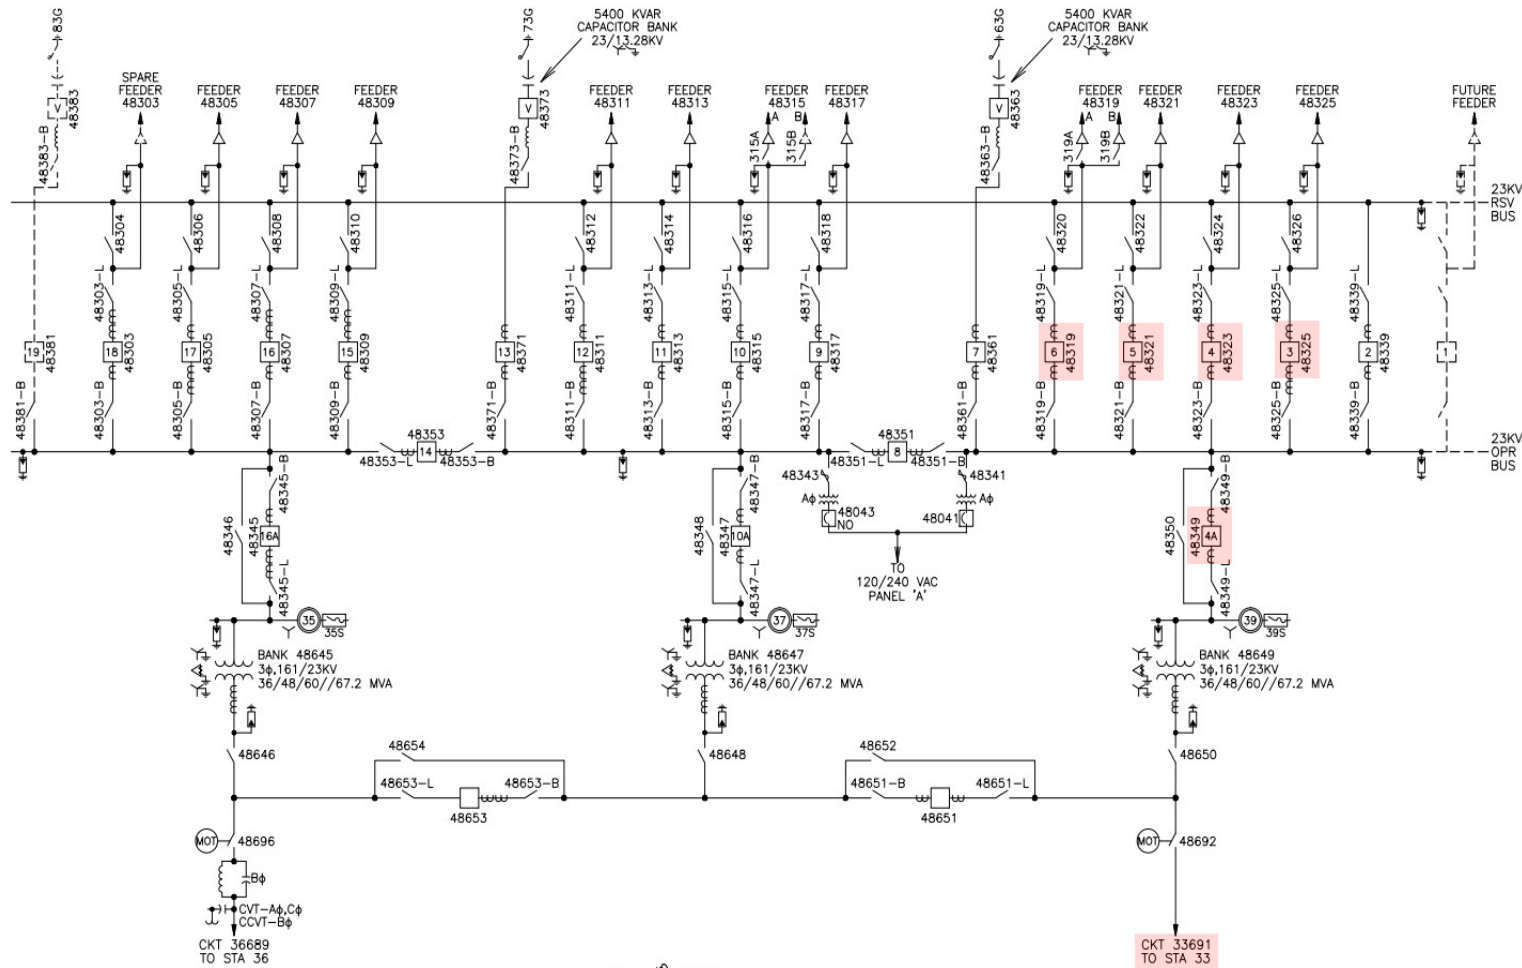 83G
73G
63G
5400 KVAR
CAPACITOR BANK
23/13.28KV
5400 KVAR
CAPACITOR BANK
23/13.28KV
V
48383
48383-B
V
48373
48373-B
V
48363
48363-B
SPARE
FEEDER
48303
FEEDER
48305
FEEDER
48307
FEEDER
48309
FEEDER
48311
FEEDER
48313
FEEDER
48315
A B
FEEDER
48317
FEEDER
48319
A B
FEEDER
48321
FEEDER
48323
FEEDER
48325
FUTURE
FEEDER
315A
315B
319A
319B
23KV
RSV
BUS
48304
48306
48308
48310
48312
48314
48316
48318
48320
48322
48324
48326
48303-L
48305-L
48307-L
48309-L
48311-L
48313-L
48315-L
48317-L
48319-L
48321-L
48323-L
48325-L
48339-L
19
48381
18
48303
17
48305
16
48307
15
48309
13
48371
12
48311
11
48313
10
48315
9
48317
7
48361
6
48319
5
48321
4
48323
3
48325
2
48339
1
48381-B
48303-B
48305-B
48307-B
48309-B
48371-B
48311-B
48313-B
48315-B
48317-B
48361-B
48319-B
48321-B
48323-B
48325-B
48339-B
48353
14
48353-L
48353-B
48351
8
48351-L
48351-B
23KV
OPR
BUS
48343
48341
Aϕ
Aϕ
48043
NO
48041
TO
120/240 VAC
PANEL 'A'
48345-B
48346
48345
16A
48345-L
48347-B
48348
48347
10A
48347-L
48349-B
48350
48349
4A
48349-L
35
35S
37
37S
39
39S
BANK 48645
3ϕ,161/23KV
36/48/60//67.2 MVA
BANK 48647
3ϕ,161/23KV
36/48/60//67.2 MVA
BANK 48649
3ϕ,161/23KV
36/48/60//67.2 MVA
48646
48654
48648
48652
48650
48653-L
48653-B
48653
48651-B
48651-L
48651
MOT
48696
MOT
48692
Bϕ
CVT-Aϕ,Cϕ
CCVT-Bϕ
CKT 36689
TO STA 36
CKT 33691
TO STA 33